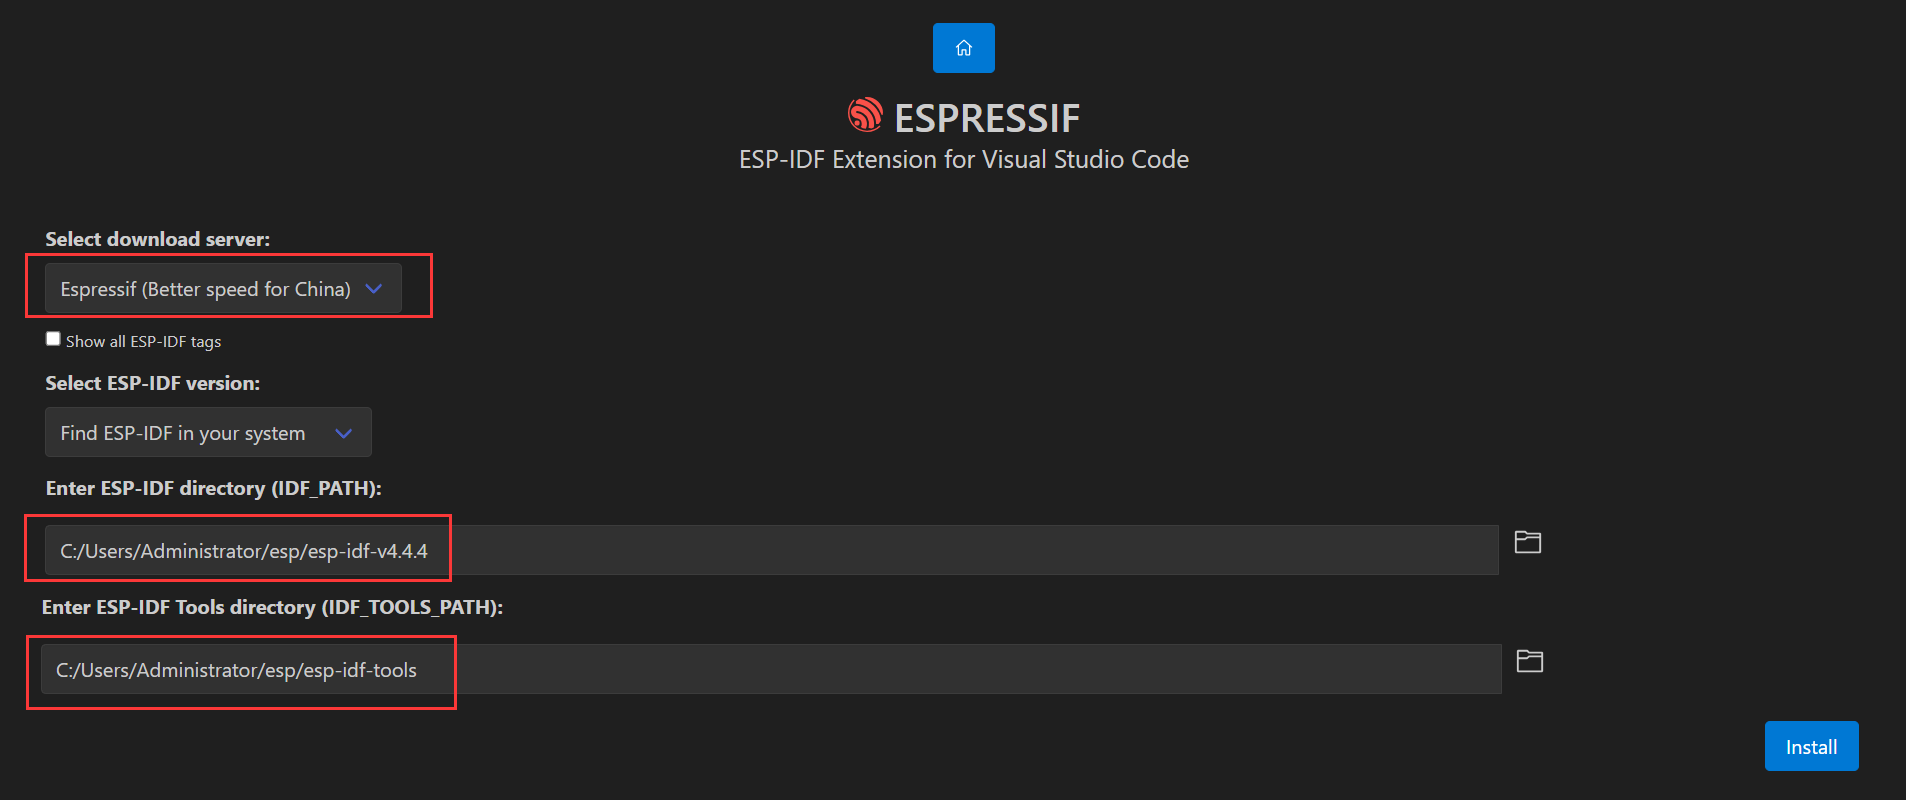 ESPRESSIF
ESP-IDF Extension for Visual Studio Code
Select download server:
Espressif (Better speed for China)
Show all ESP-IDF tags
Select ESP-IDF version:
Find ESP-IDF in your system
Enter ESP-IDF directory (IDF_PATH):
C:/Users/Administrator/esp/esp-idf-v4.4.4
Enter ESP-IDF Tools directory (IDF_TOOLS_PATH):
C:/Users/Administrator/esp/esp-idf-tools
Install